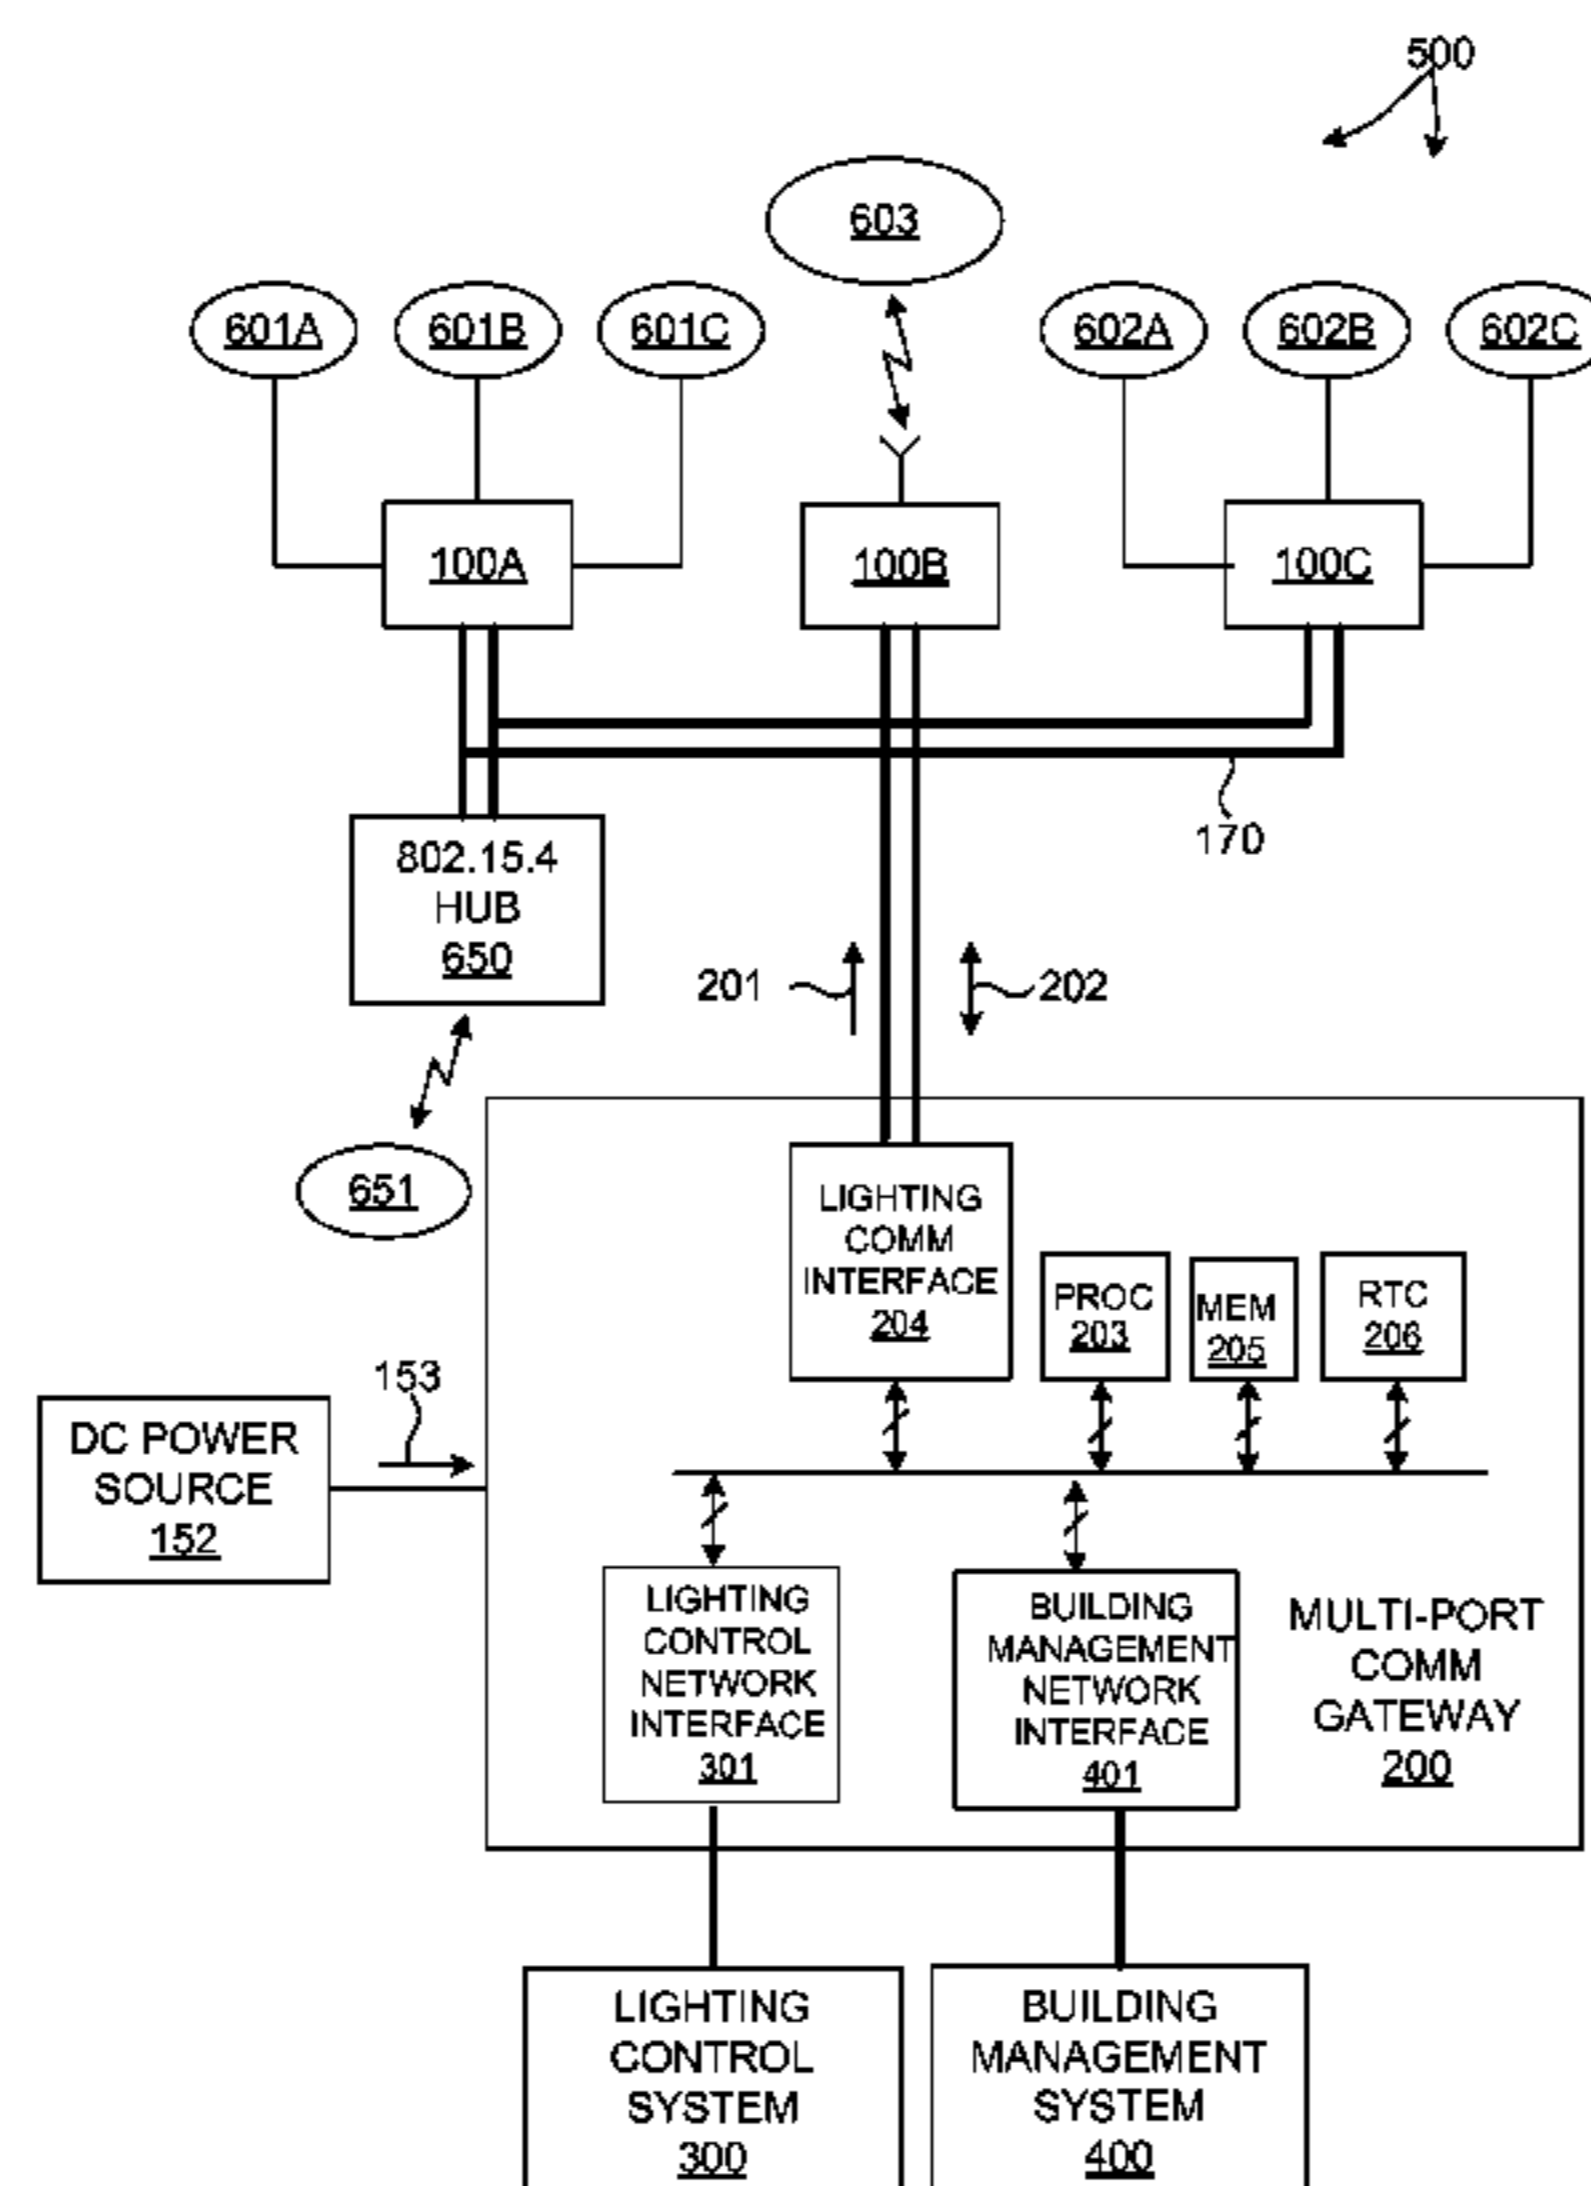 500
603
601A
601B
601C
602A
602B
602C
100A
100B
100C
170
802.15.4
HUB
650
201
202
651
LIGHTING
COMM
INTERFACE
204
PROC
203
MEM
205
RTC
206
153
DC POWER
SOURCE
152
LIGHTING
CONTROL
NETWORK
INTERFACE
301
BUILDING
MANAGEMENT
NETWORK
INTERFACE
401
MULTI-PORT
COMM
GATEWAY
200
LIGHTING
CONTROL
SYSTEM
300
BUILDING
MANAGEMENT
SYSTEM
400